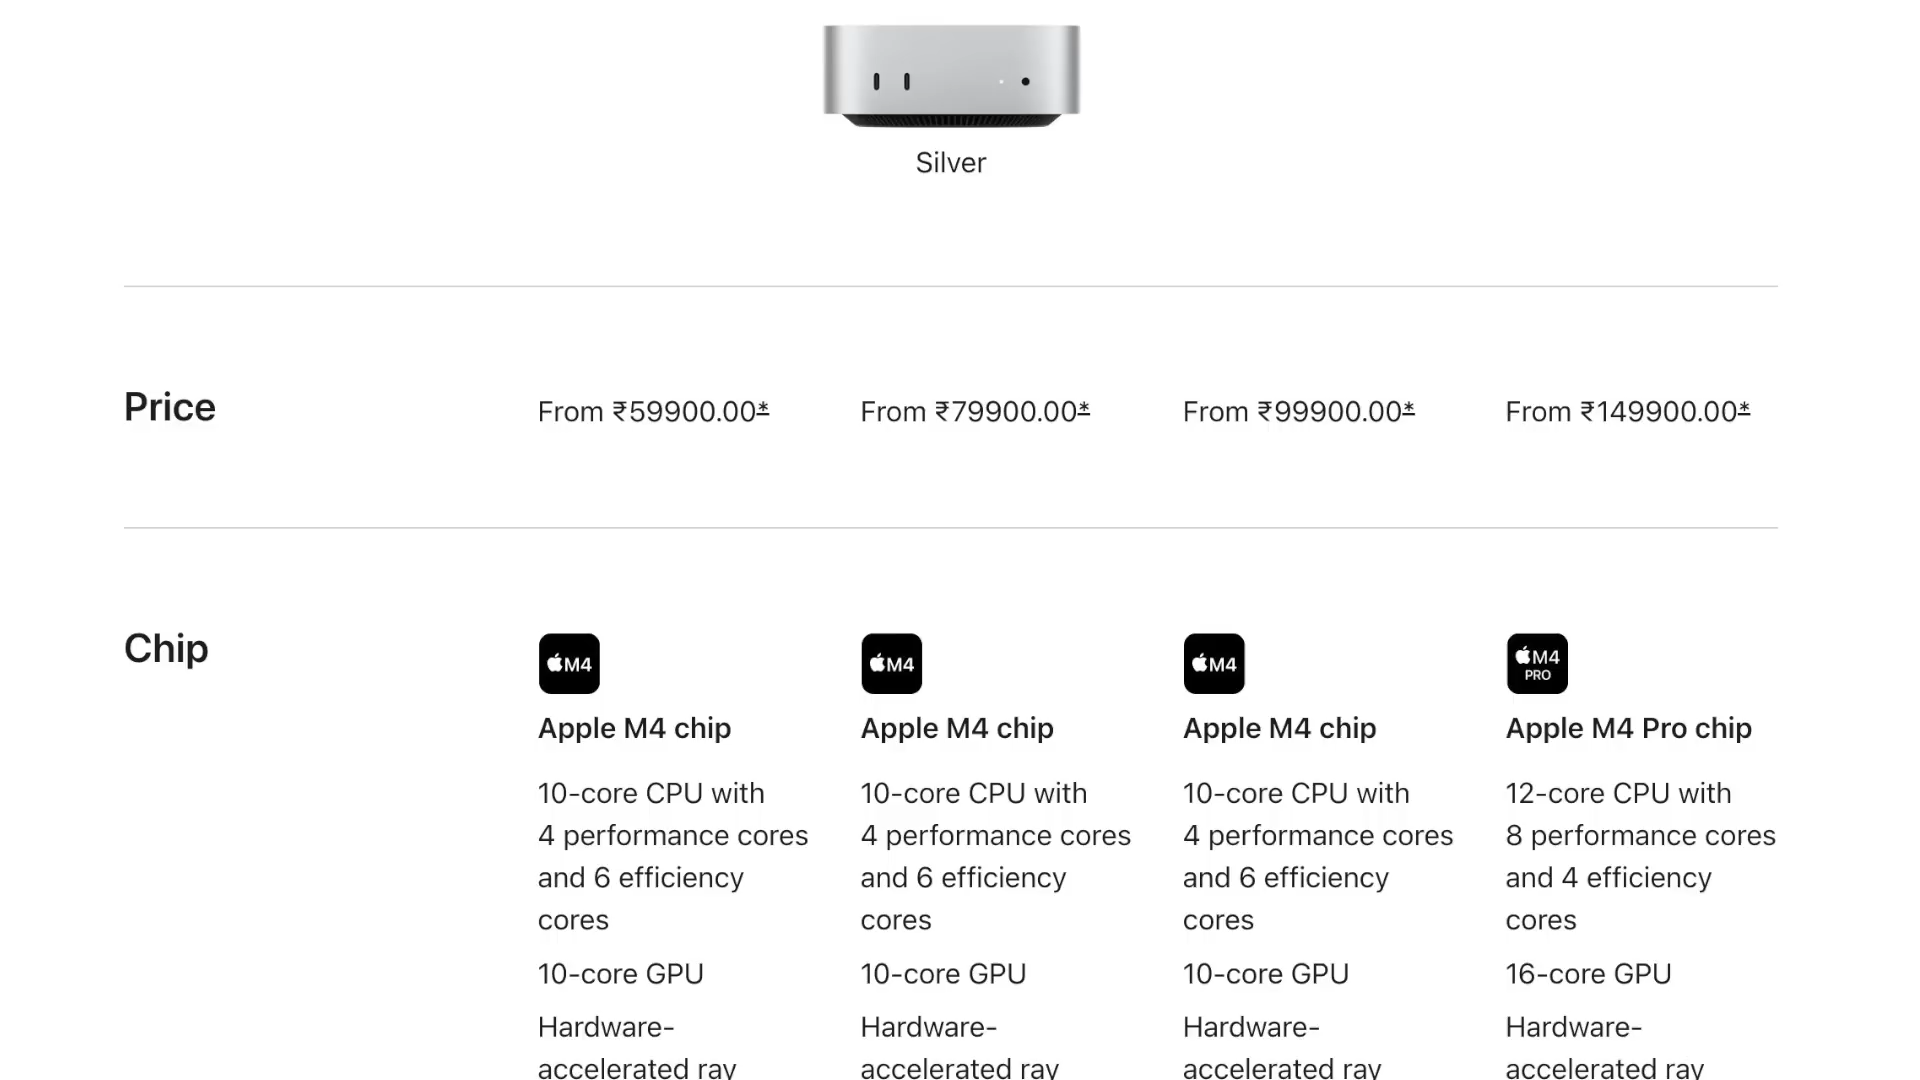 Silver
Price
From ₹59900.00*
From ₹79900.00*
From ₹99900.00*
From ₹149900.00*
Chip
M4
M4
M4
M4
PRO
Apple M4 chip
10-core CPU with
4 performance cores
and 6 efficiency
cores
10-core GPU
Hardware-
accelerated ray
Apple M4 chip
10-core CPU with
4 performance cores
and 6 efficiency
cores
10-core GPU
Hardware-
accelerated ray
Apple M4 chip
10-core CPU with
4 performance cores
and 6 efficiency
cores
10-core GPU
Hardware-
accelerated ray
Apple M4 Pro chip
12-core CPU with
8 performance cores
and 4 efficiency
cores
16-core GPU
Hardware-
accelerated ray